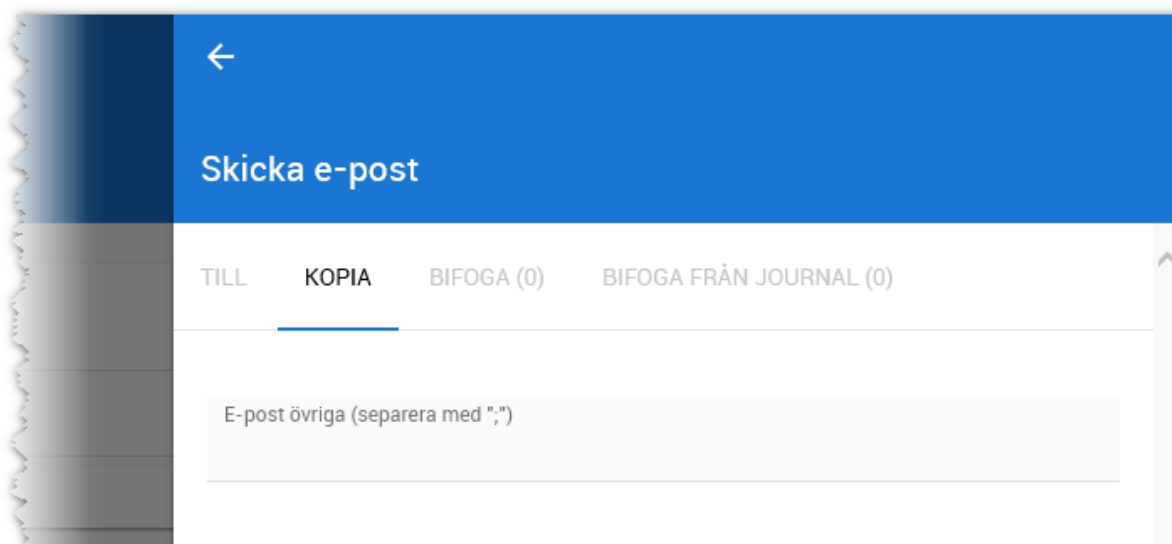 Skicka e-post
TILL KOPIA BIFOGA (0) BIFOGA FRÅN JOURNAL (0)
E-post övriga (separera med ";")